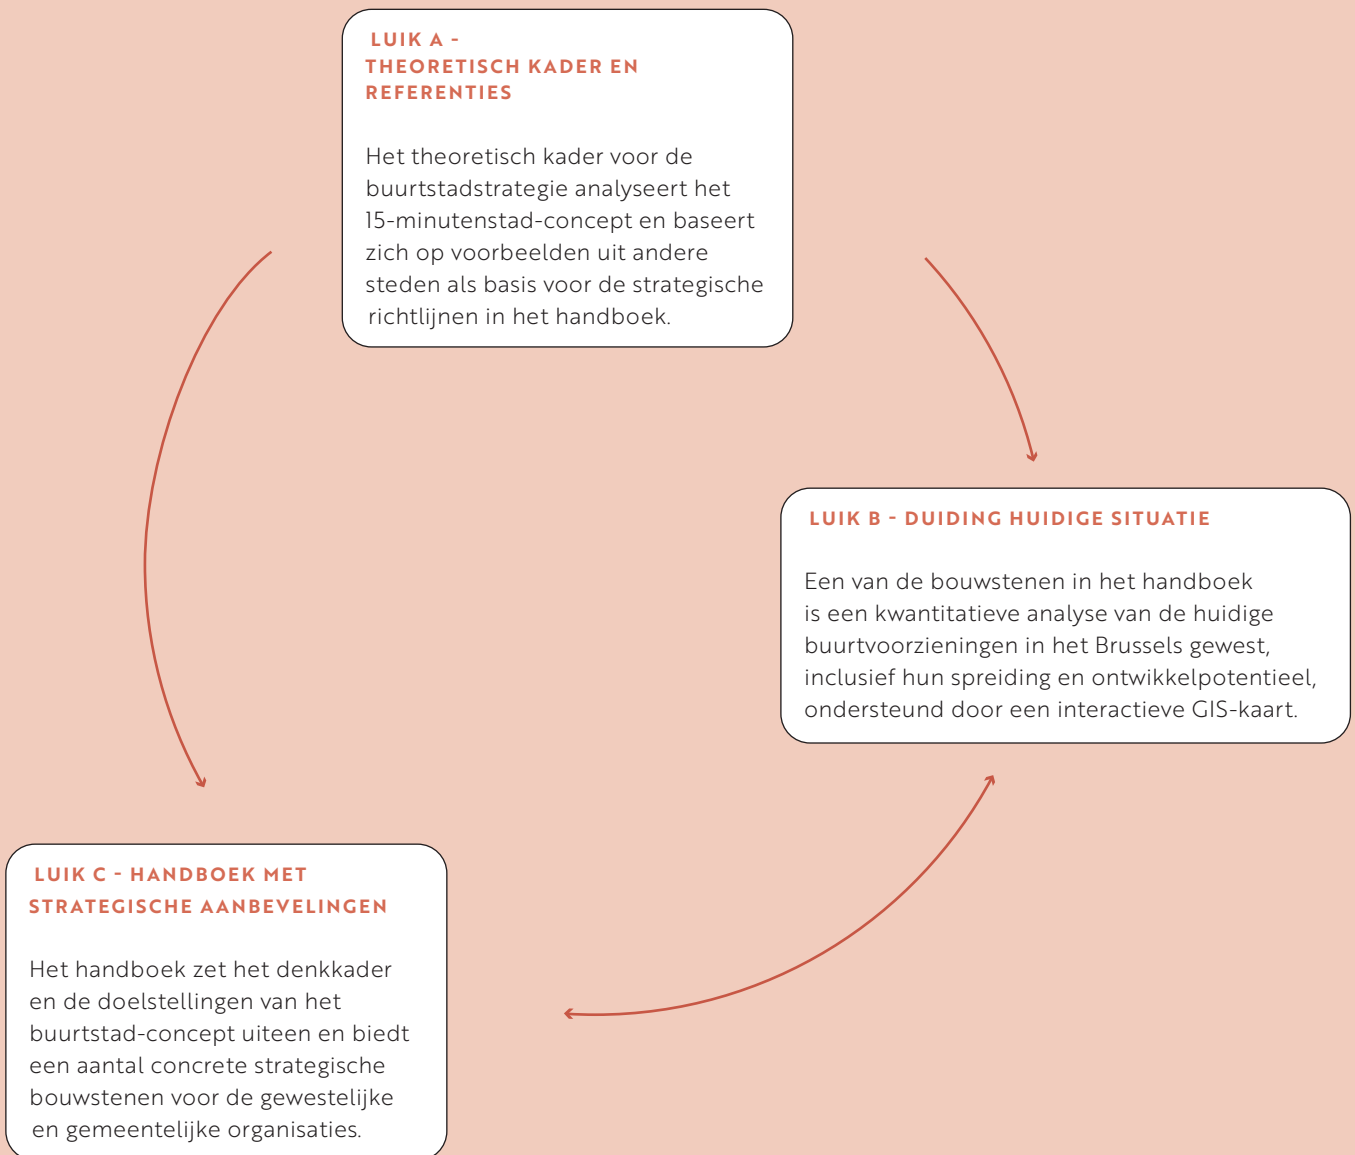 LUIK A -
THEORETISCH KADER EN
REFERENTIES
Het theoretisch kader voor de
buurtstadstrategie analyseert het
15-minutenstad-concept en baseert
zich op voorbeelden uit andere
steden als basis voor de strategische
richtlijnen in het handboek.
LUIK B - DUIDING HUIDIGE SITUATIE
Een van de bouwstenen in het handboek
is een kwantitatieve analyse van de huidige
buurtvoorzieningen in het Brussels gewest,
inclusief hun spreiding en ontwikkelpotentieel,
ondersteund door een interactieve GIS-kaart.
LUIK C - HANDBOEK MET
STRATEGISCHE AANBEVELINGEN
Het handboek zet het denkkader
en de doelstellingen van het
buurtstad-concept uiteen en biedt
een aantal concrete strategische
bouwstenen voor de gewestelijke
en gemeentelijke organisaties.